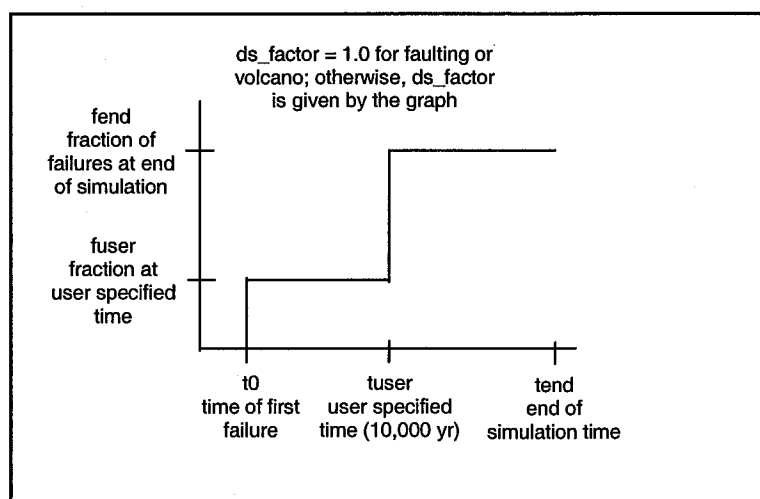 ds_factor = 1.0 for faulting or
volcano; otherwise, ds_factor
is given by the graph
fend
fraction of
failures at end
of simulation
fuser
fraction at
user specified
time
t0
time of first
failure
tuser
user specified
time (10,000 yr)
tend
end of
simulation time